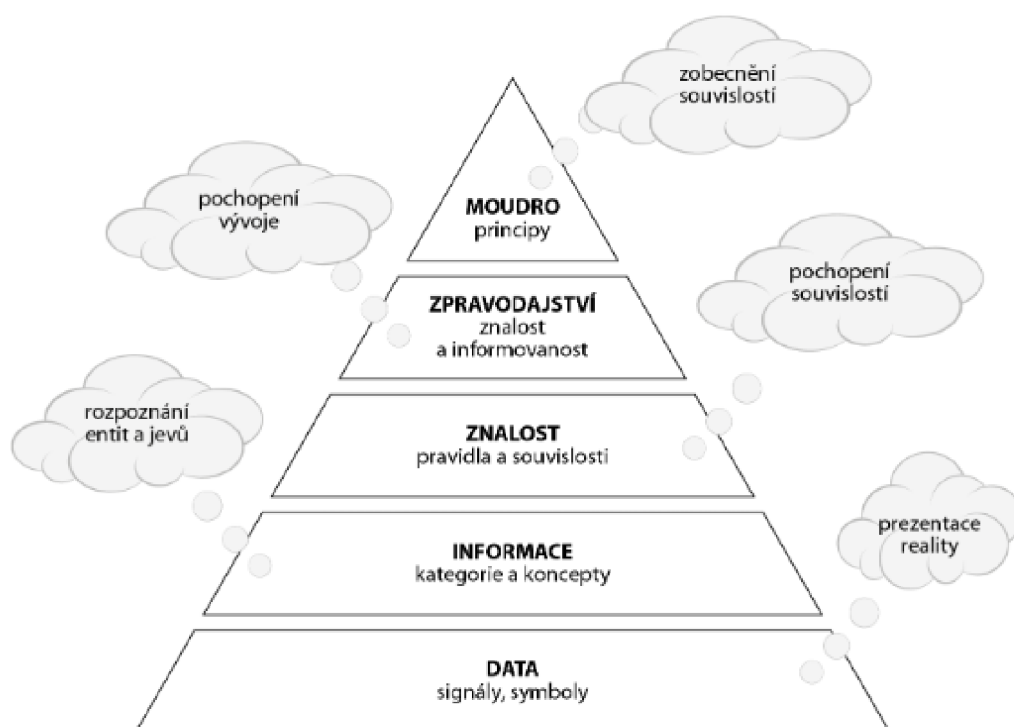 zobecnění
souvislostí
pochopení
vývoje
MOUDRO
principy
pochopení
souvislostí
ZPRAVODAJSTVÍ
znalost
a informovanost
rozpoznání
entit a jevů
ZNALOST
pravidla a souvislosti
prezentace
reality
INFORMACE
kategorie a koncepty
DATA
signály, symboly